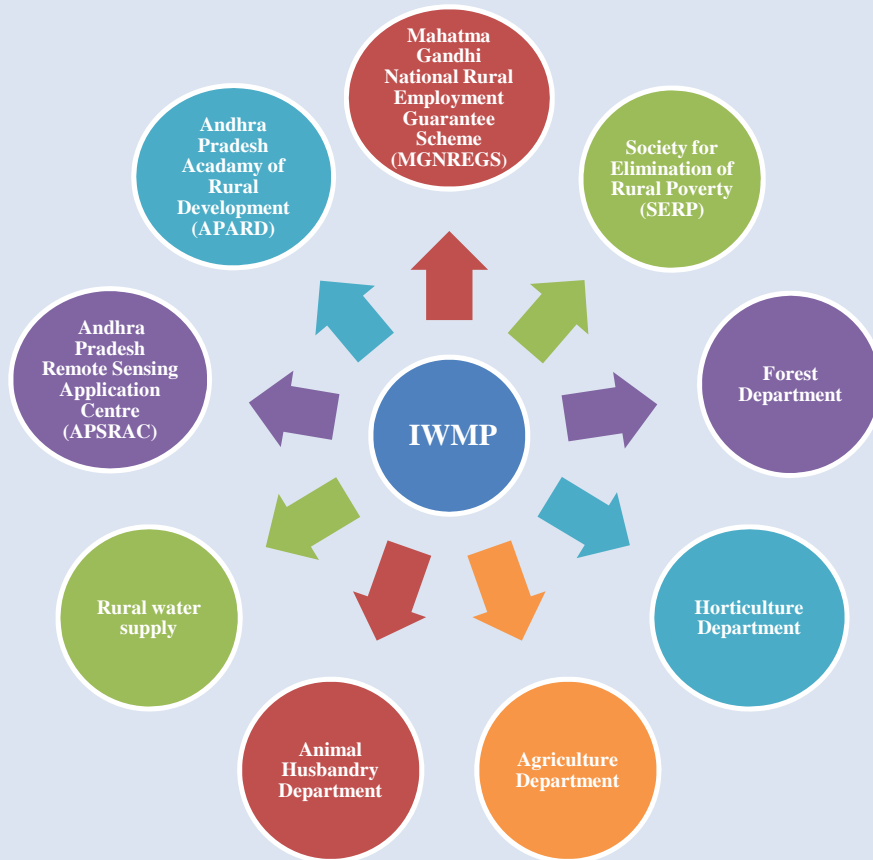 Mahatma
Gandhi
National Rural
Employment
Guarantee
Scheme
(MGNREGS)
Society for
Elimination of
Rural Poverty
(SERP)
Forest
Department
Horticulture
Department
Agriculture
Department
Animal
Husbandry
Department
Rural water
supply
Andhra
Pradesh
Remote Sensing
Application
Centre
(APSRAC)
Andhra
Pradesh
Acadamy of
Rural
Development
(APARD)
IWMP